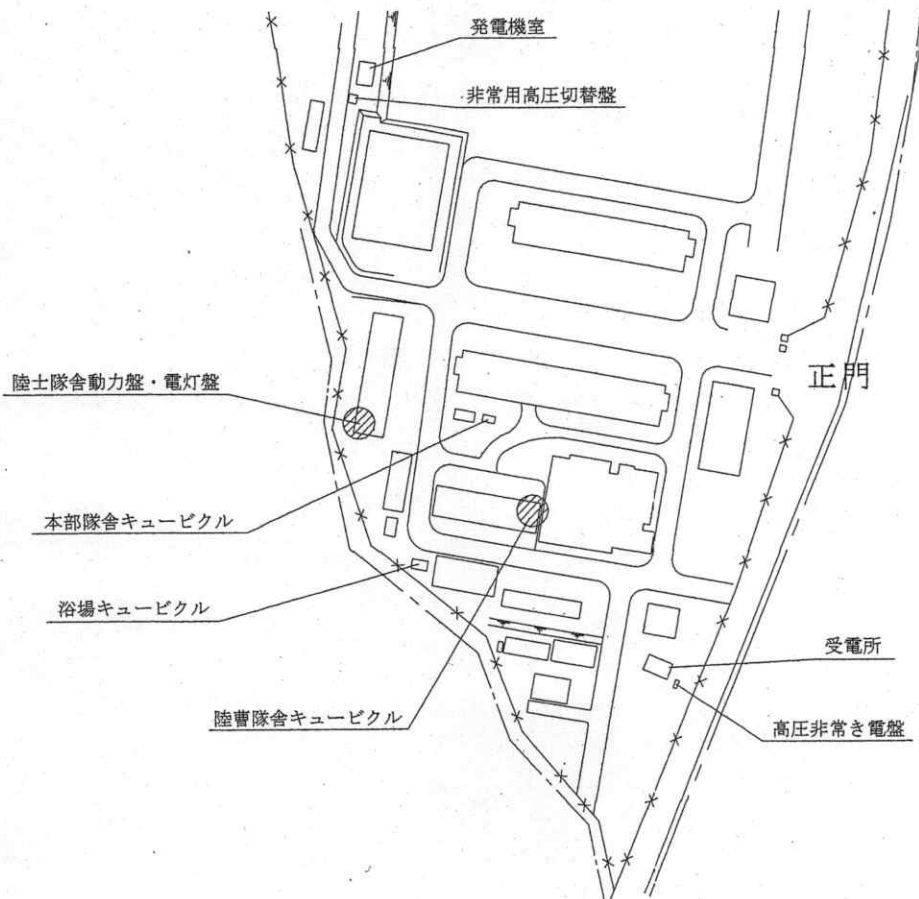 発電機室
非常用高圧切替盤
正門
陸士隊舎動力盤・電灯盤
本部隊舎キュービクル
浴場キュービクル
受電所
陸曹隊舎キュービクル
高圧非常き電盤